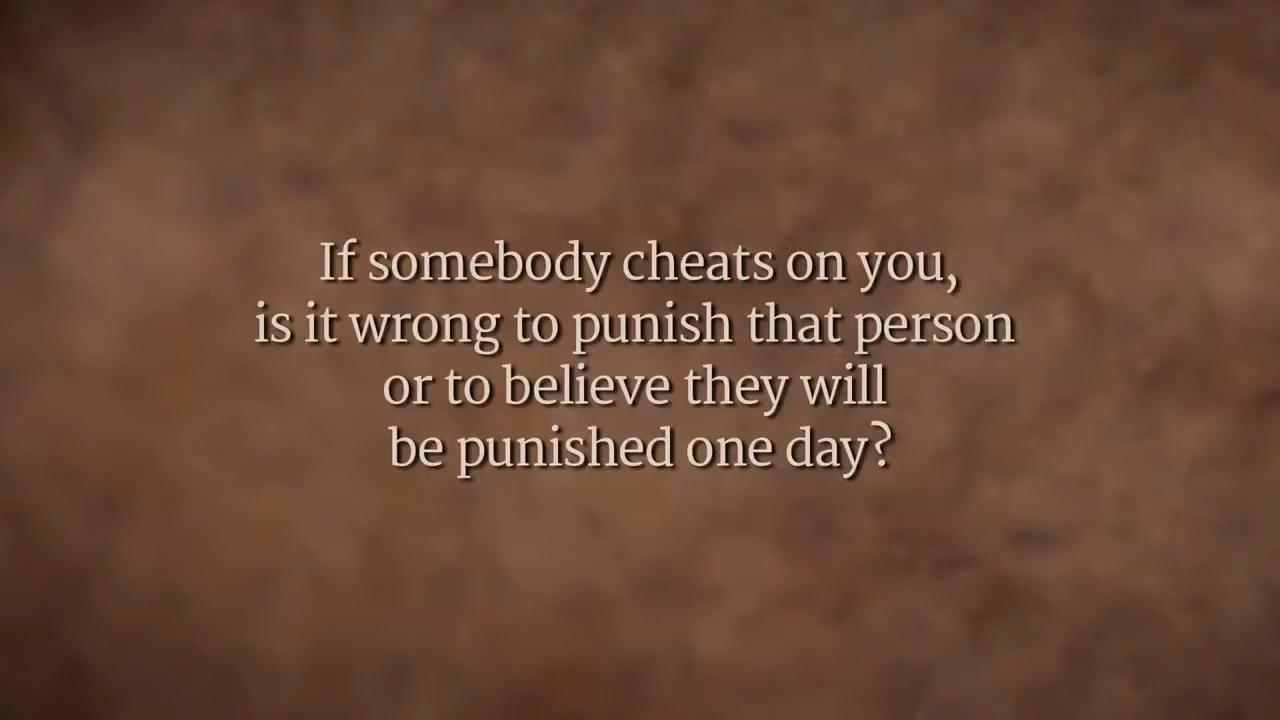 If somebody cheats on you,
is it wrong to punish that person
or to believe they will
be punished one day?